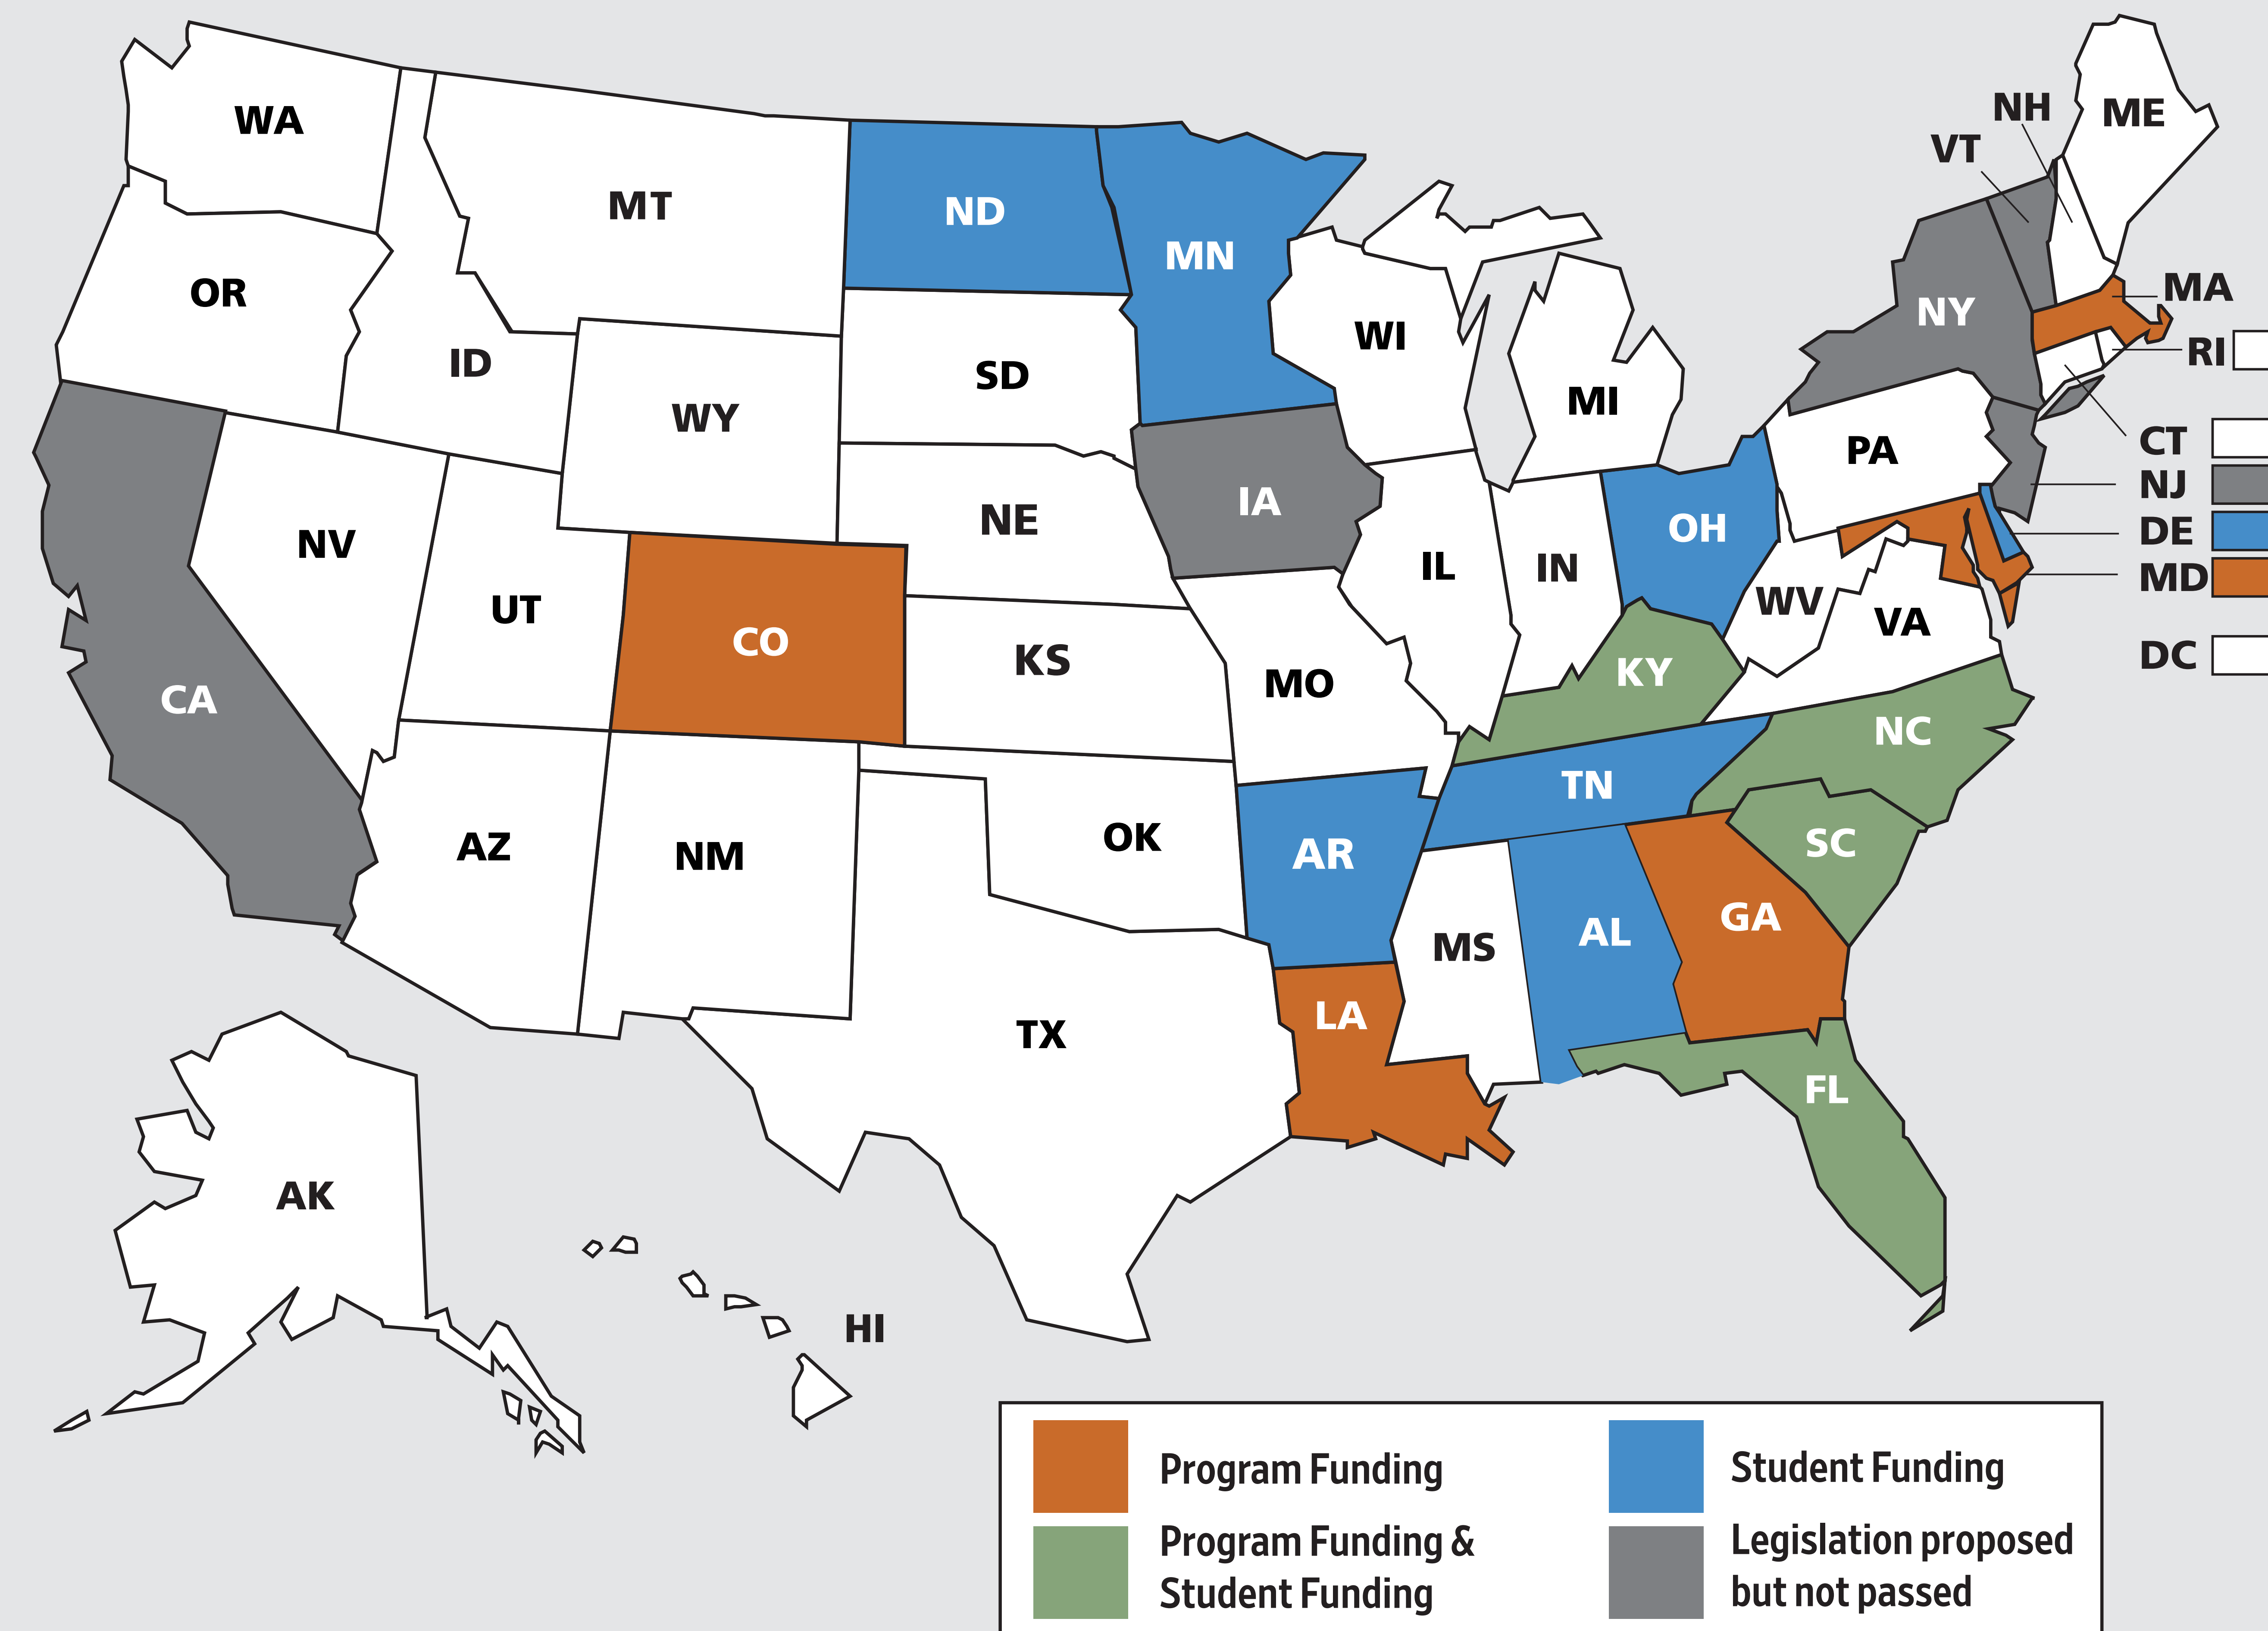 WA
OR
CA
NV
ID
MT
WY
UT
CO
AZ
NM
ND
SD
NE
KS
OK
TX
MN
IA
MO
AR
LA
WI
IL
MI
IN
OH
KY
TN
MS
AL
GA
FL
SC
NC
VA
WV
PA
NY
VT
NH
ME
MA
RI
CT
NJ
DE
MD
DC
AK
HI
Program Funding
Student Funding
Program Funding &
Student Funding
Legislation proposed
but not passed